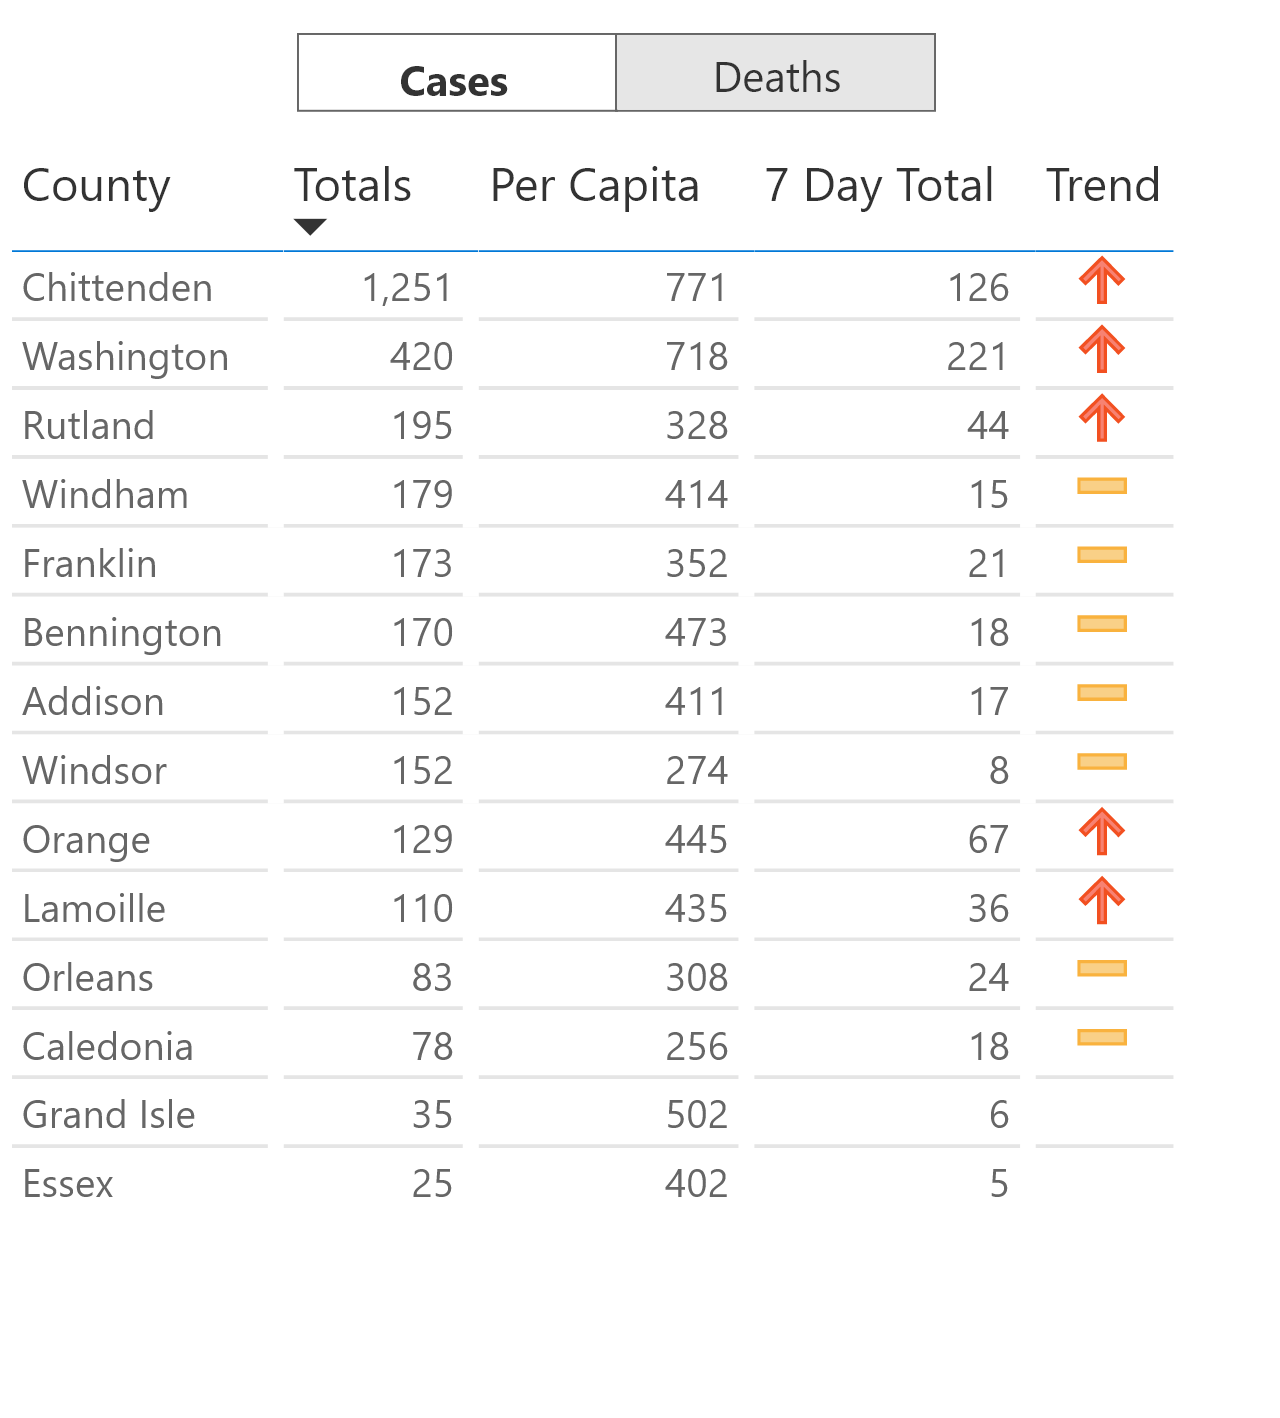 Cases Deaths
County Totals Per Capita 7 Day Total Trend
Chittenden 1,251 771 126
Washington 420 718 221
Rutland 195 328 44
Windham 179 414 15
Franklin 173 352 21
Bennington 170 473 18
Addison 152 411 17
Windsor 152 274 8
Orange 129 445 67
Lamoille 110 435 36
Orleans 83 308 24
Caledonia 78 256 18
Grand Isle 35 502 6
Essex 25 402 5